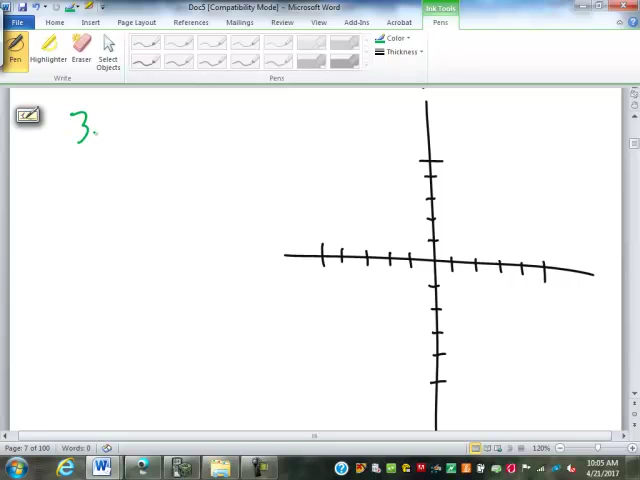 Doc5 [Compatibility Mode] - Microsoft Word
Ink Tools
File Home Insert Page Layout References Mailings Review View Add-Ins Acrobat Pens
Pen Highlighter Eraser Select Objects
Color
Thickness
Write Pens
3.
Page: 7 of 100 Words: 0 120%
10:05 AM
4/21/2017